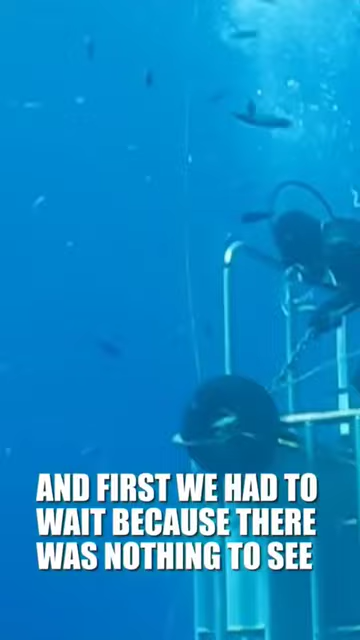 AND FIRST WE HAD TO
WAIT BECAUSE THERE
WAS NOTHING TO SEE